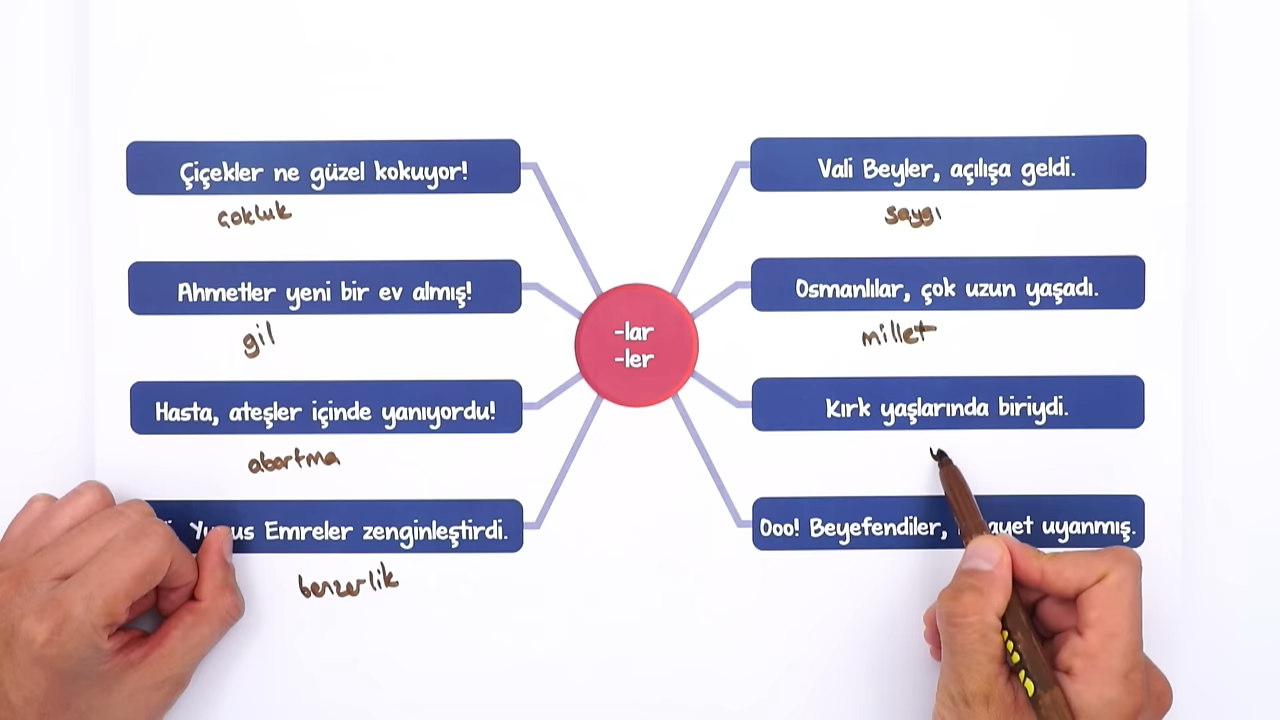 Çiçekler ne güzel kokuyor!
çokluk
Ahmetler yeni bir ev almış!
gil
Hasta, ateşler içinde yanıyordu!
abartma
Emreler zenginleştirdi.
benzerlik
-lar
-ler
Vali Beyler, açılışa geldi.
saygı
Osmanlılar, çok uzun yaşadı.
millet
Kırk yaşlarında biriydi.
Ooo! Beyefendiler, uyanmış.